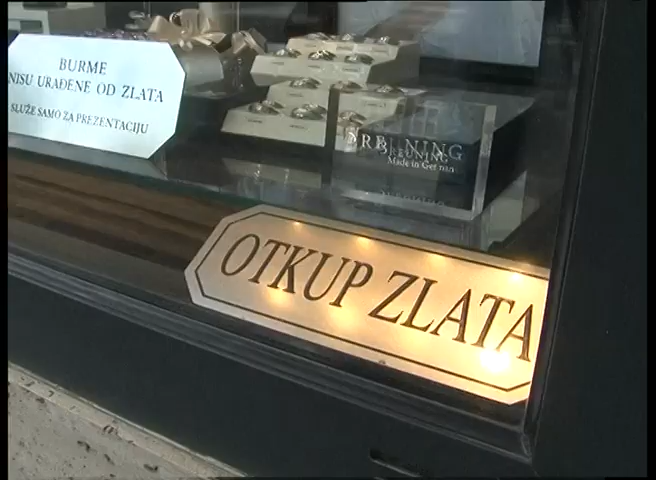 BURME
NISU URAĐENE OD ZLATA
SLUŽE SAMO ZA PREZENTACIJU
BREUNING
Made in Germany
OTKUP ZLATA